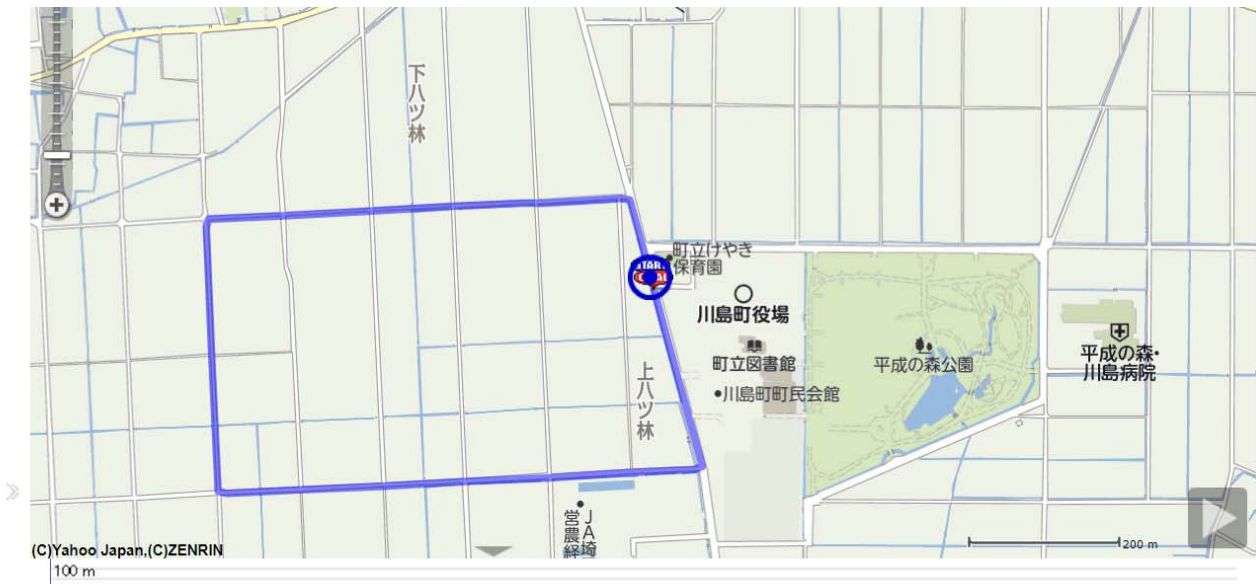 下八ツ林
町立けやき
保育園
川島町役場
町立図書館
川島町町民会館
平成の森公園
平成の森・
川島病院
上八ツ林
JA埼
営農経
200 m
(C)Yahoo Japan,(C)ZENRIN
100 m